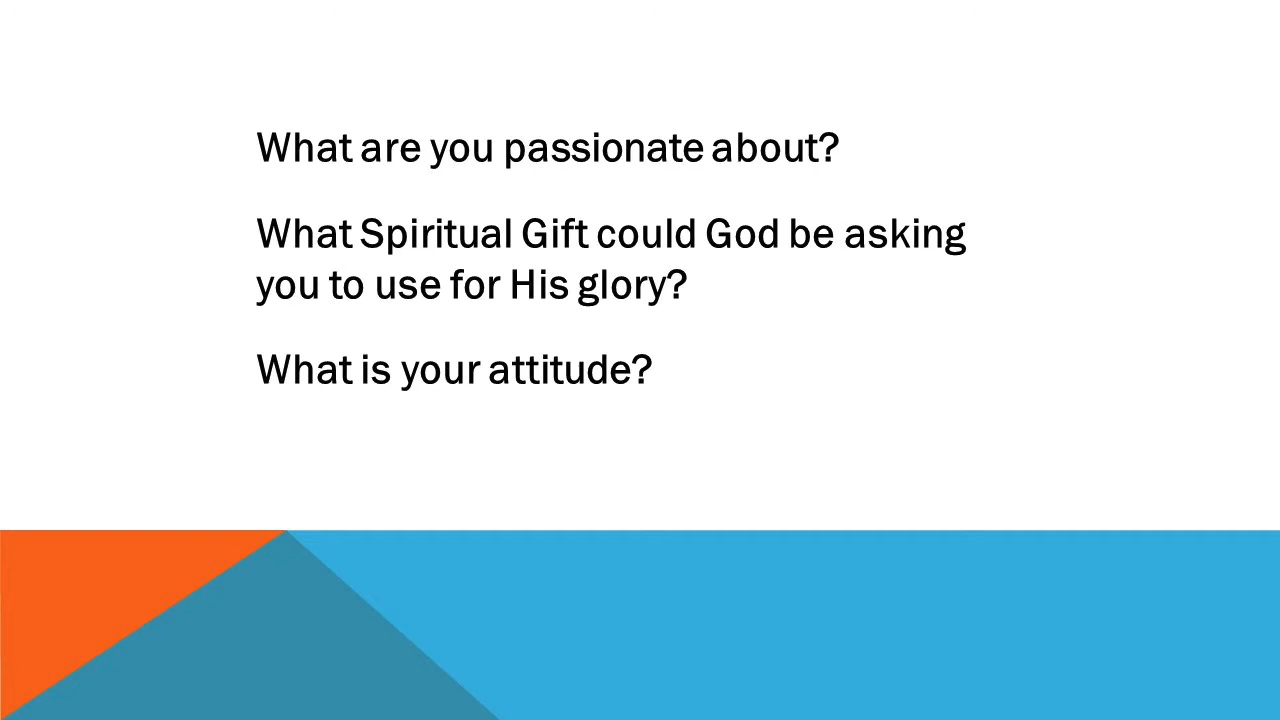 What are you passionate about?
What Spiritual Gift could God be asking
you to use for His glory?
What is your attitude?